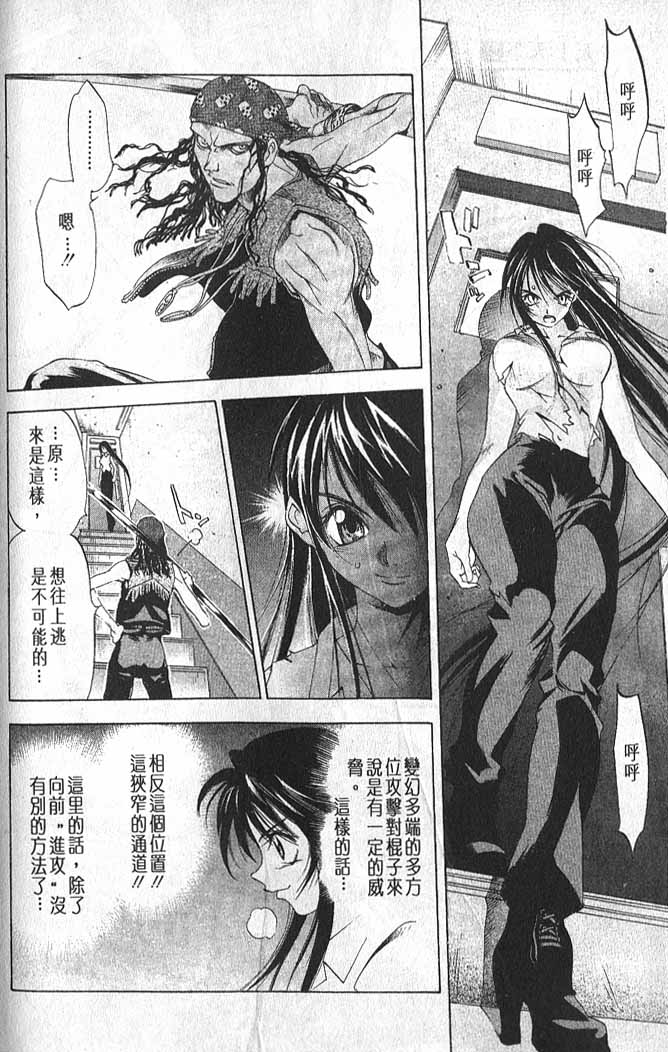 呼呼
呼呼
呼呼
………
嗯…!!
…原…
來是這樣，
想往上逃
是不可能的…
變幻多端的多方
位攻擊對棍子來
說是有一定的威
脅。
這樣的話…
相反這個位置!!
這狹窄的通道!!
這里的話，除了
向前"進攻"沒
有別的方法了…